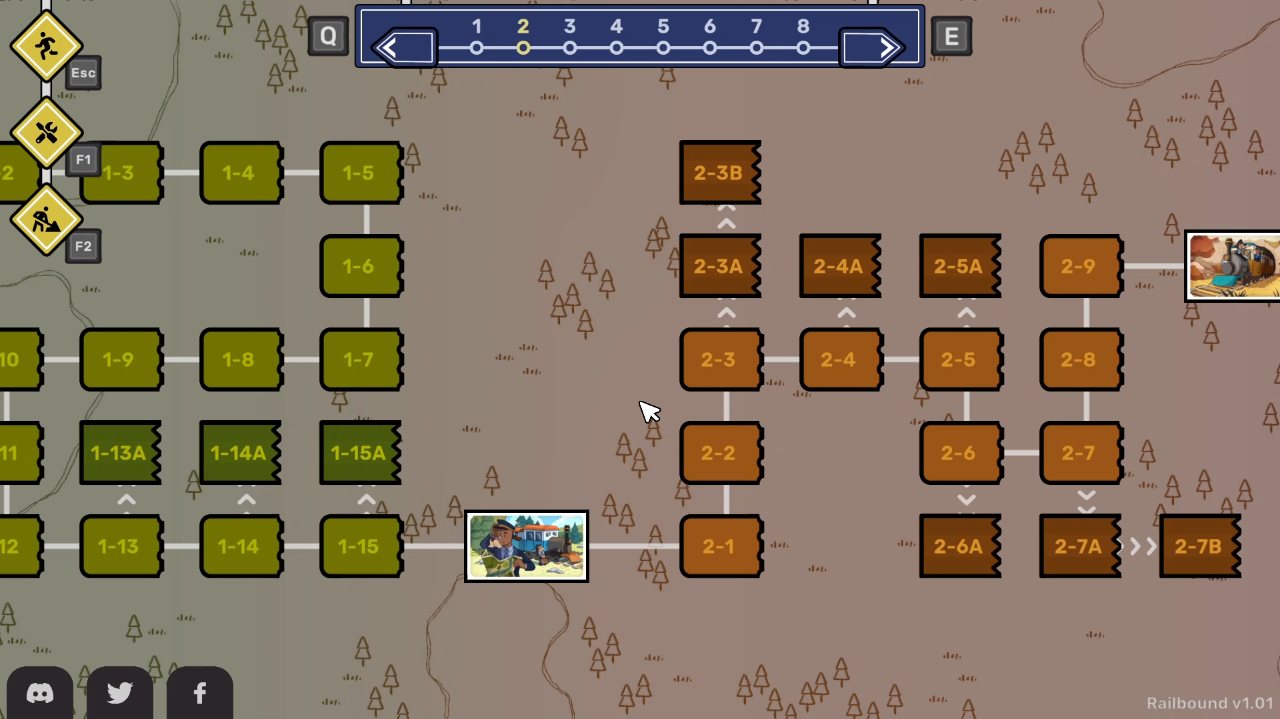 Q 1 2 3 4 5 6 7 8 E
Esc
F1
F2
2 1-3 1-4 1-5 2-3B
1-6 2-3A 2-4A 2-5A 2-9
10 1-9 1-8 1-7 2-3 2-4 2-5 2-8
11 1-13A 1-14A 1-15A 2-2 2-6 2-7
12 1-13 1-14 1-15 2-1 2-6A 2-7A 2-7B
Railbound v1.01